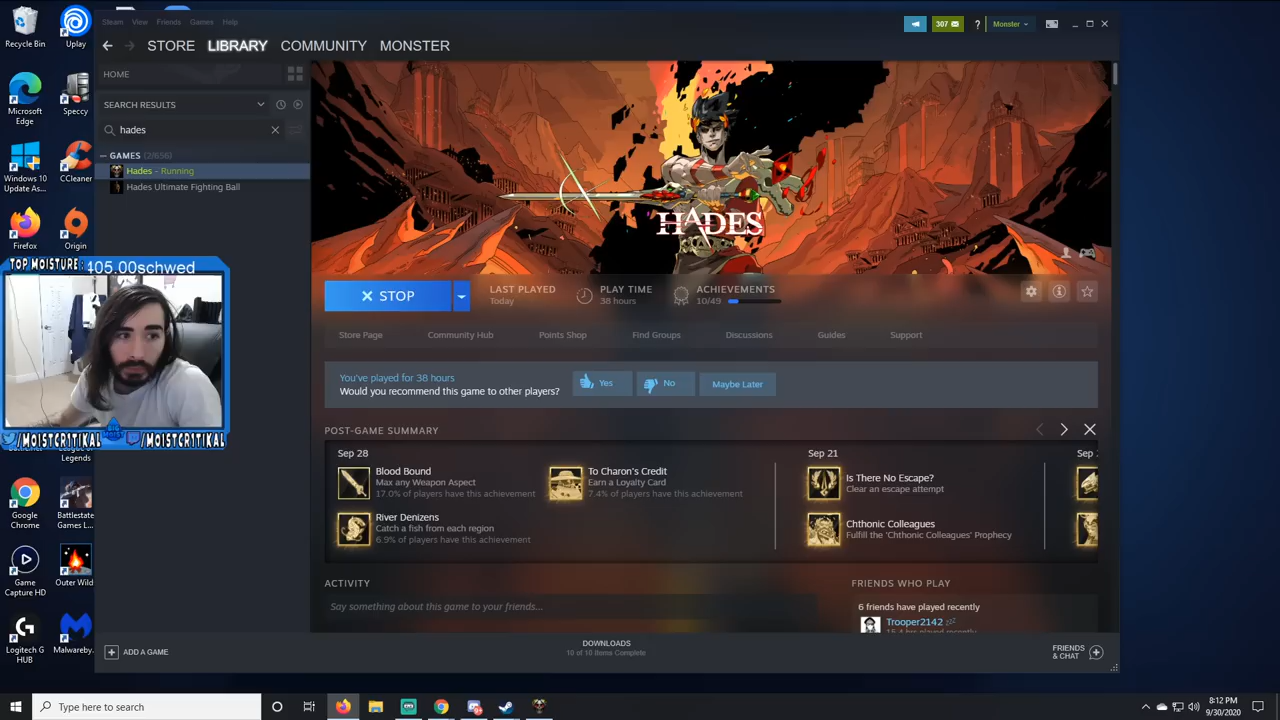 Recycle Bin
Uplay
Microsoft Edge
Speccy
Windows 10 Update As...
CCleaner
Firefox
Origin
League of Legends
Google Chrome
Battlestate Games L...
Game Capture HD
Outer Wild
Logitech G HUB
Malwareby...
Steam View Friends Games Help
307
?
Monster
STORE LIBRARY COMMUNITY MONSTER
HOME
SEARCH RESULTS
hades
GAMES (2/656)
Hades - Running
Hades Ultimate Fighting Ball
TOP MOISTURE: 405.00schwed
/MOISTCR1TIKAL /MOISTCR1TIKAL
HADES
STOP
LAST PLAYED
Today
PLAY TIME
38 hours
ACHIEVEMENTS
10/49
Store Page Community Hub Points Shop Find Groups Discussions Guides Support
You've played for 38 hours
Would you recommend this game to other players?
Yes No Maybe Later
POST-GAME SUMMARY
Sep 28
Blood Bound
Max any Weapon Aspect
17.0% of players have this achievement
To Charon's Credit
Earn a Loyalty Card
7.4% of players have this achievement
River Denizens
Catch a fish from each region
6.9% of players have this achievement
Sep 21
Is There No Escape?
Clear an escape attempt
Chthonic Colleagues
Fulfill the 'Chthonic Colleagues' Prophecy
Sep
ACTIVITY
Say something about this game to your friends...
FRIENDS WHO PLAY
6 friends have played recently
Trooper2142
15.4 hrs played recently
ADD A GAME
DOWNLOADS
10 of 10 Items Complete
FRIENDS & CHAT
Type here to search
8:12 PM
9/30/2020